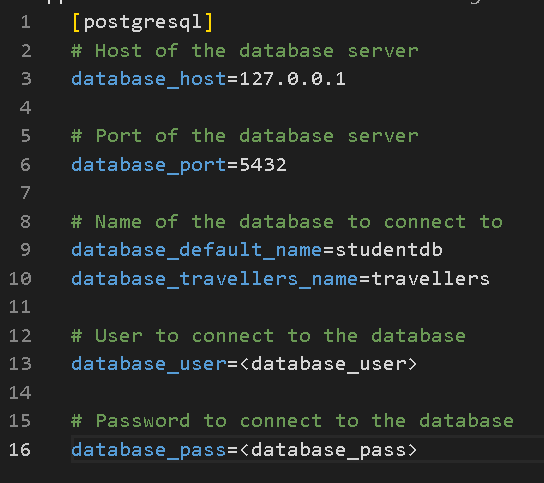 1 [postgresql]
2 # Host of the database server
3 database_host=127.0.0.1
4
5 # Port of the database server
6 database_port=5432
7
8 # Name of the database to connect to
9 database_default_name=studentdb
10 database_travellers_name=travellers
11
12 # User to connect to the database
13 database_user=<database_user>
14
15 # Password to connect to the database
16 database_pass=<database_pass>